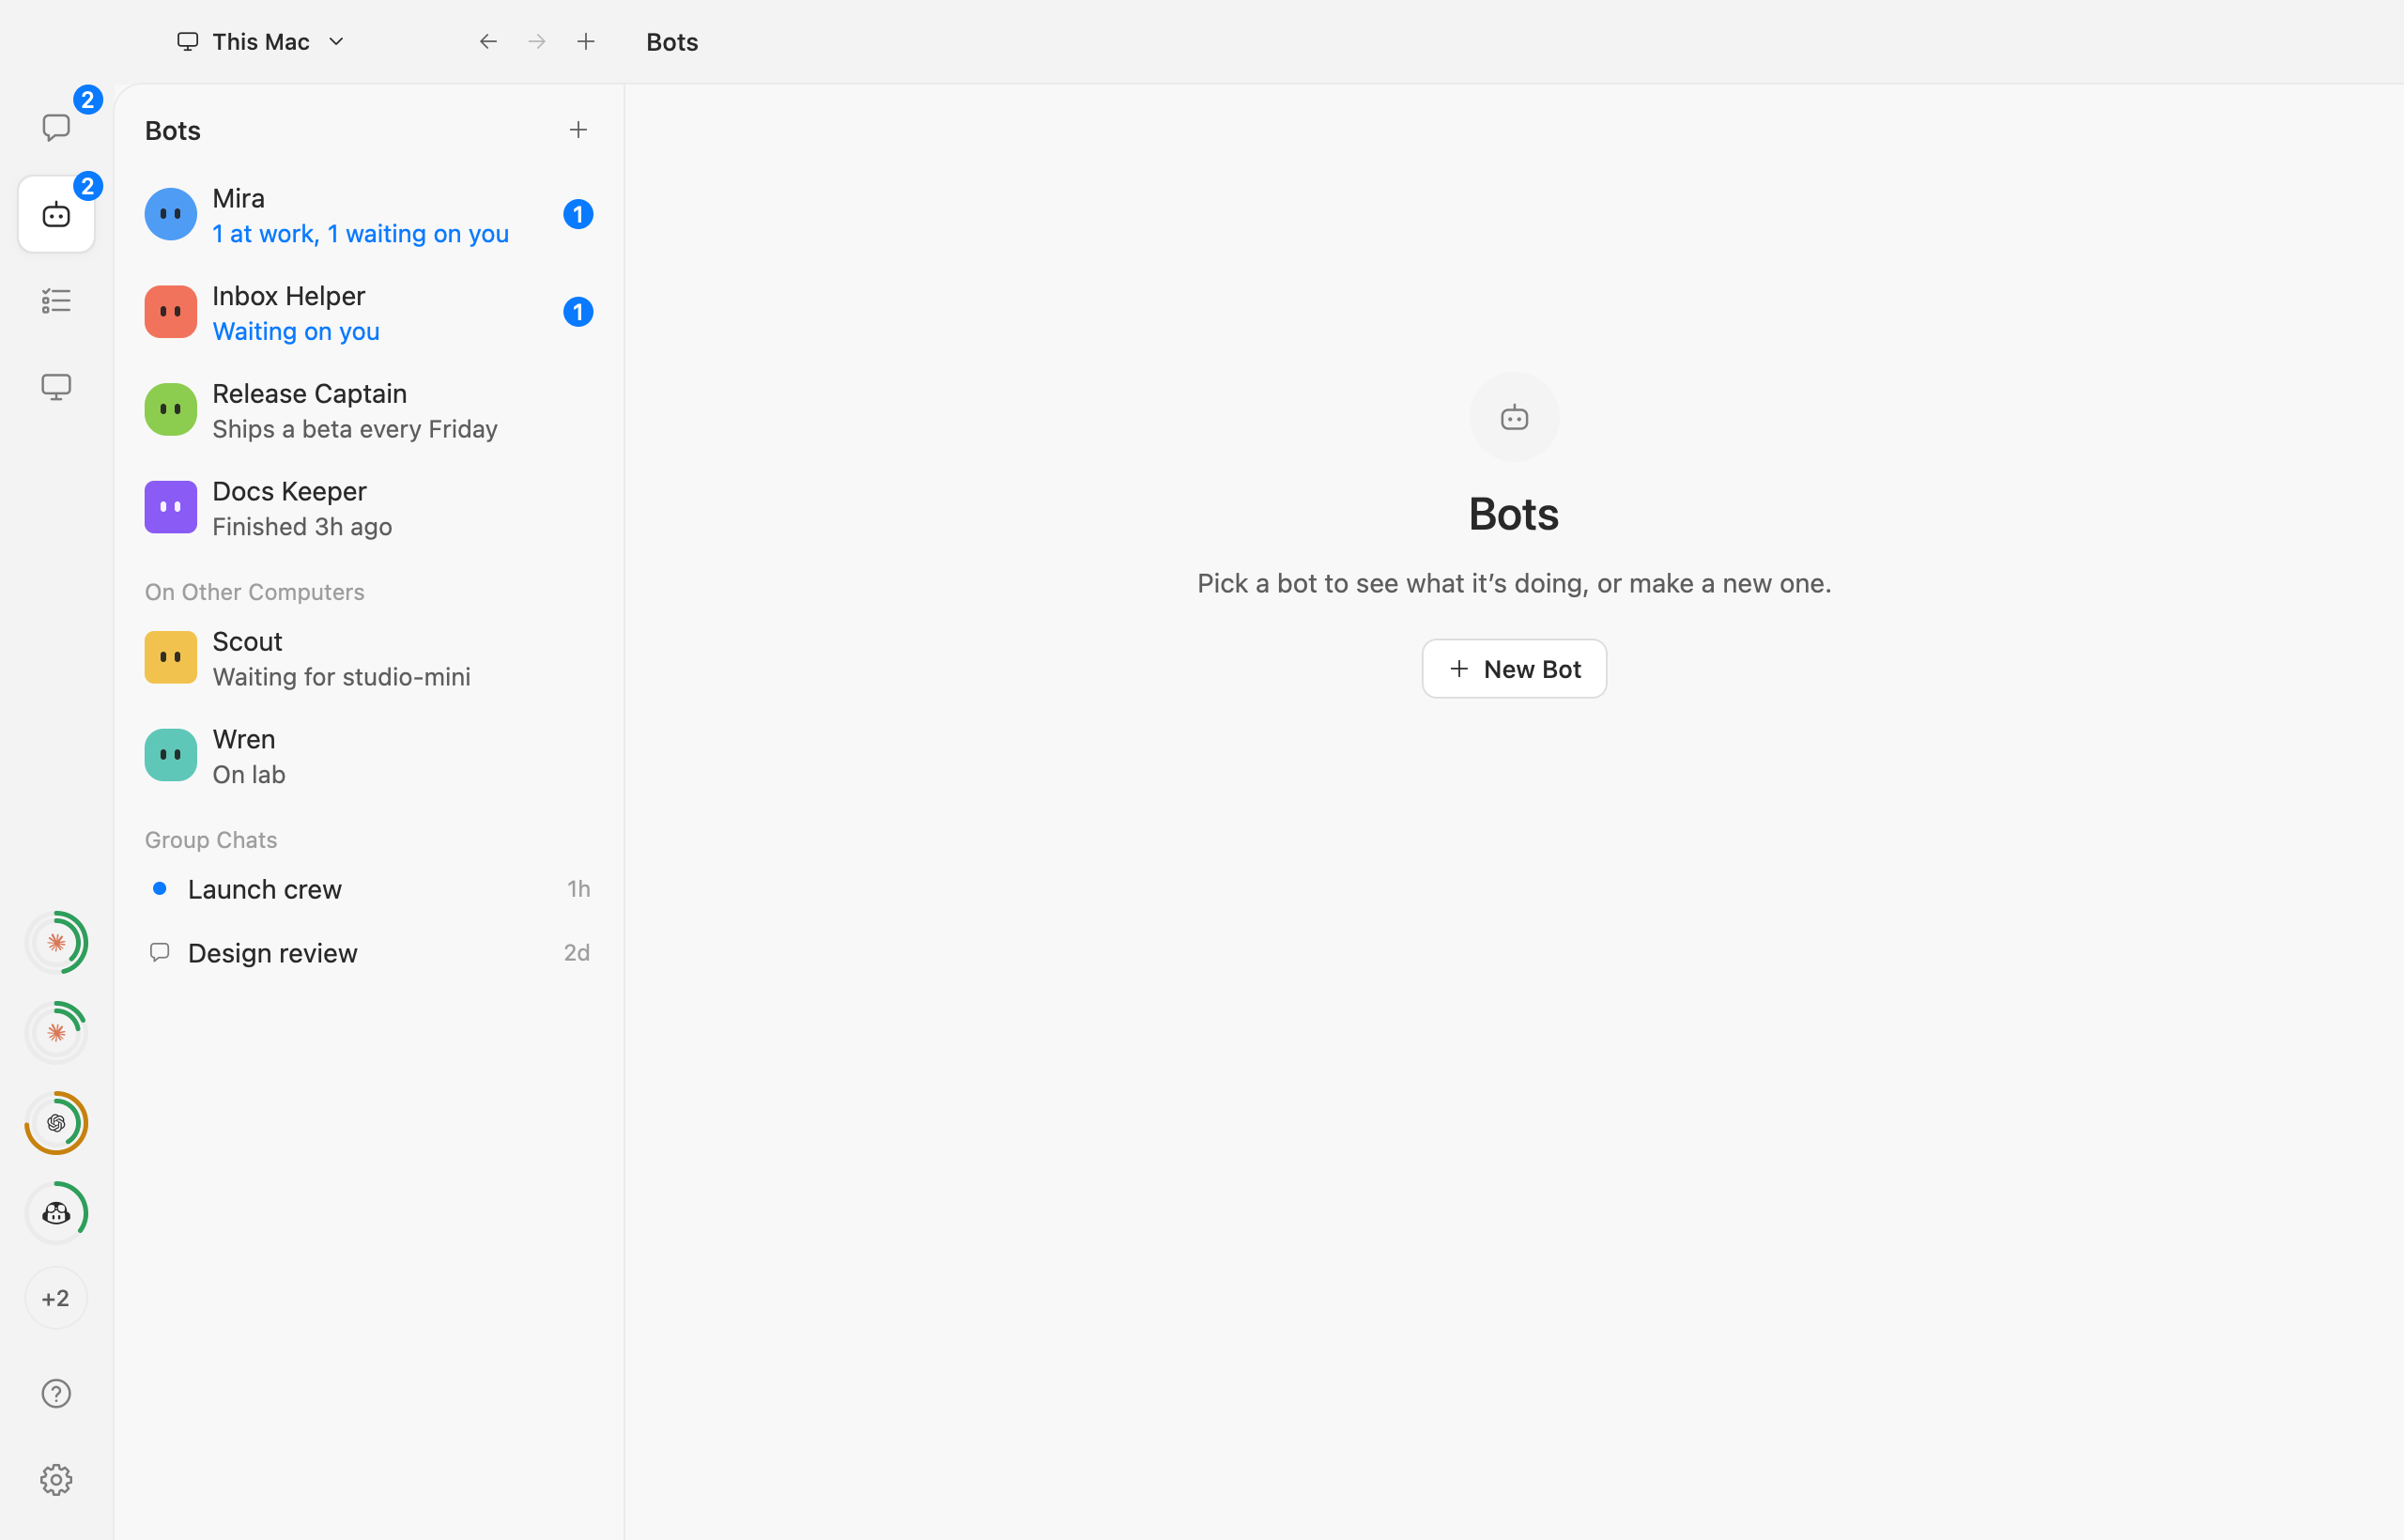 This Mac
Bots
2
2
Bots
Mira
1 at work, 1 waiting on you
1
Inbox Helper
Waiting on you
1
Release Captain
Ships a beta every Friday
Docs Keeper
Finished 3h ago
On Other Computers
Scout
Waiting for studio-mini
Wren
On lab
Group Chats
Launch crew
1h
Design review
2d
+2
Bots
Pick a bot to see what it’s doing, or make a new one.
New Bot